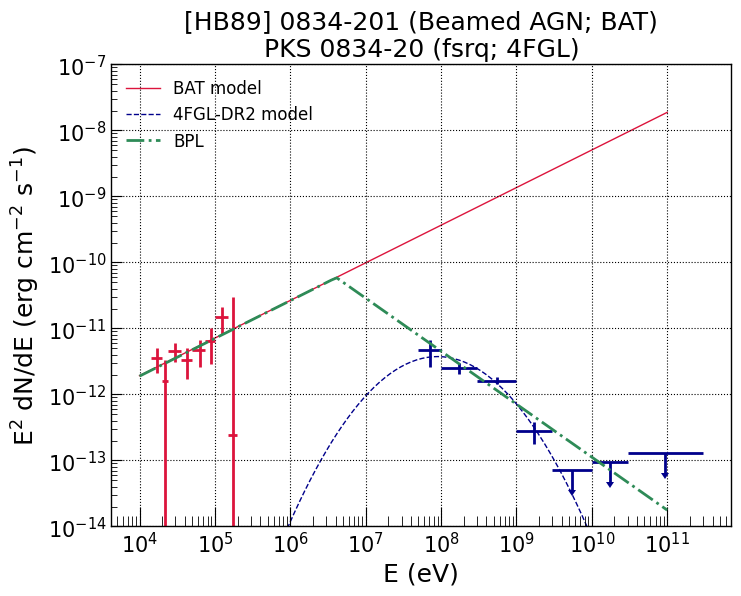 [HB89] 0834-201 (Beamed AGN; BAT)
PKS 0834-20 (fsrq; 4FGL)
BAT model
4FGL-DR2 model
BPL
E² dN/dE (erg cm⁻² s⁻¹)
10⁻⁷
10⁻⁸
10⁻⁹
10⁻¹⁰
10⁻¹¹
10⁻¹²
10⁻¹³
10⁻¹⁴
10⁴ 10⁵ 10⁶ 10⁷ 10⁸ 10⁹ 10¹⁰ 10¹¹
E (eV)